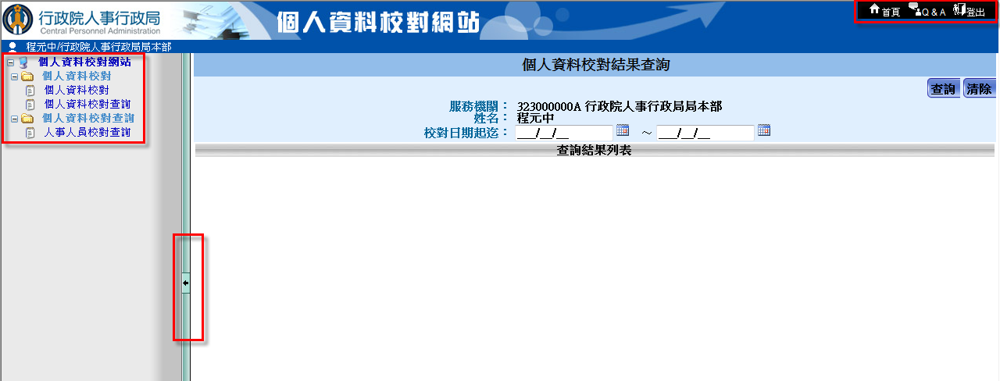 行政院人事行政局
Central Personnel Administration
個人資料校對網站
首頁 Q & A 登出
程元中/行政院人事行政局局本部
個人資料校對網站
個人資料校對
個人資料校對
個人資料校對查詢
個人資料校對查詢
人事人員校對查詢
個人資料校對結果查詢
查詢 清除
服務機關： 323000000A 行政院人事行政局局本部
姓名： 程元中
校對日期起迄： ___/__/__ ～ ___/__/__
查詢結果列表